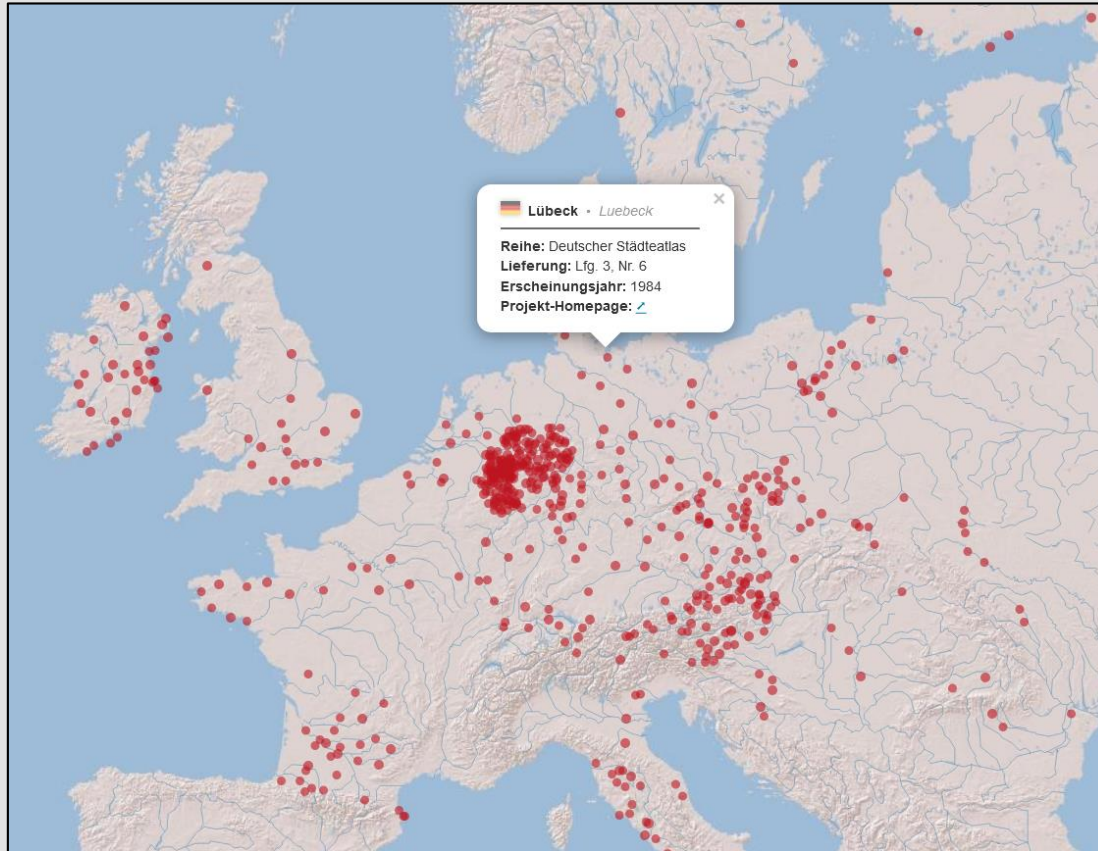 Lübeck • Luebeck ×
Reihe: Deutscher Städteatlas
Lieferung: Lfg. 3, Nr. 6
Erscheinungsjahr: 1984
Projekt-Homepage: